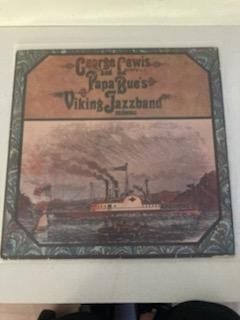 George Lewis
and
Papa Bue's
Viking Jazzband